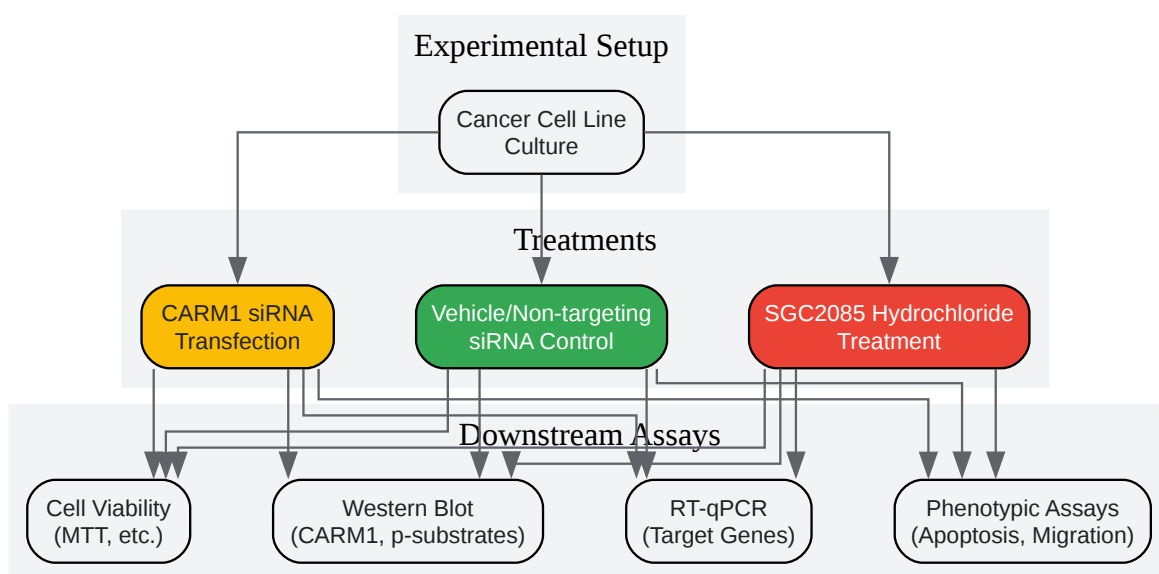 Experimental Setup
Cancer Cell Line
Culture
Treatments
CARM1 siRNA
Transfection
Vehicle/Non-targeting
siRNA Control
SGC2085 Hydrochloride
Treatment
Downstream Assays
Cell Viability
(MTT, etc.)
Western Blot
(CARM1, p-substrates)
RT-qPCR
(Target Genes)
Phenotypic Assays
(Apoptosis, Migration)